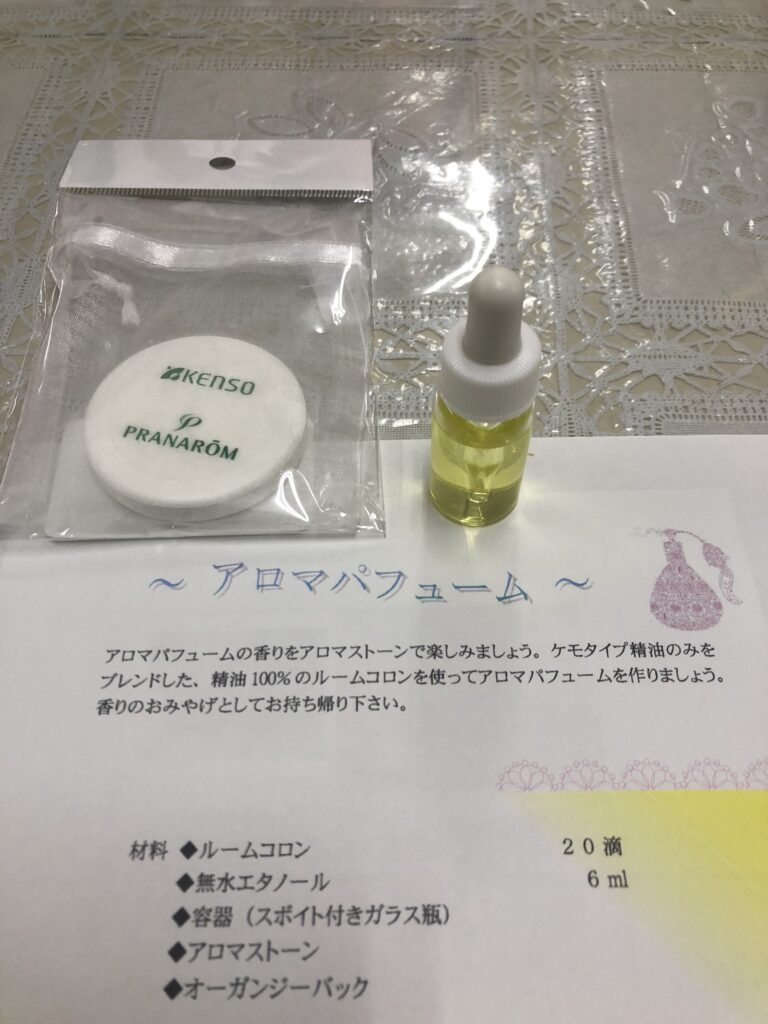 KENSO
PRANARŌM
～ アロマパフューム ～
アロマパフュームの香りをアロマストーンで楽しみましょう。ケモタイプ精油のみを
ブレンドした、精油100%のルームコロンを使ってアロマパフュームを作りましょう。
香りのおみやげとしてお持ち帰り下さい。
材料 ◆ルームコロン ２０滴
◆無水エタノール 6 ml
◆容器（スポイト付きガラス瓶）
◆アロマストーン
◆オーガンジーバック